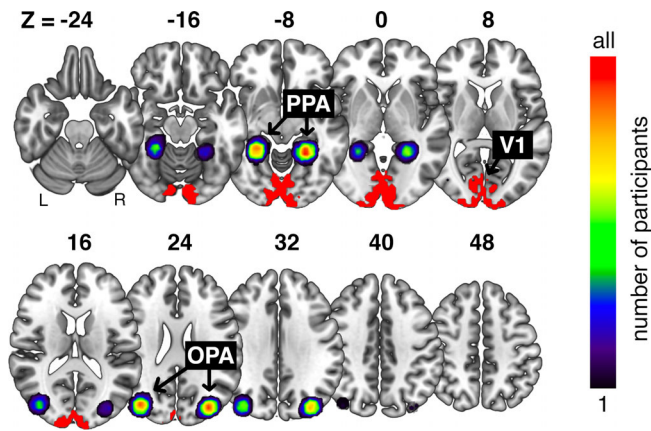 Z = -24 -16 -8 0 8
all
PPA
V1
L R
16 24 32 40 48
OPA
number of participants
1